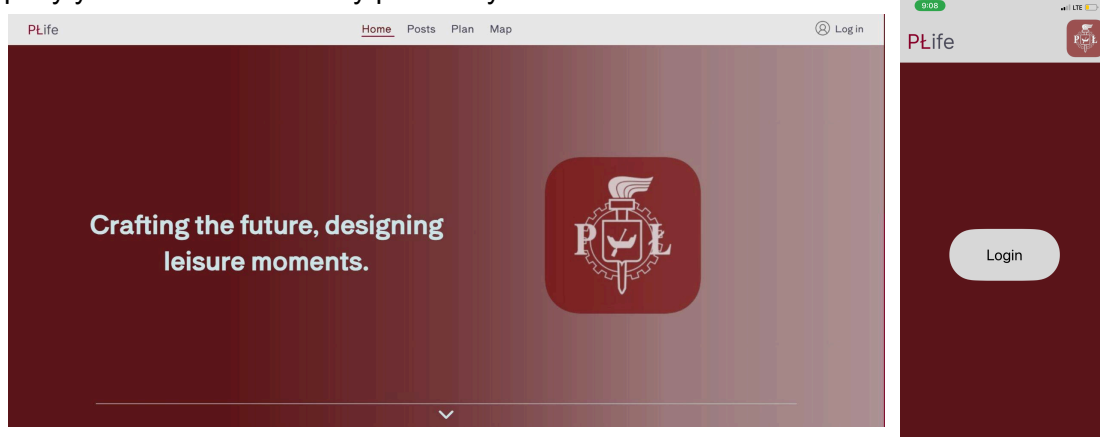 PŁife
Home Posts Plan Map
Log in
Crafting the future, designing
leisure moments.
P Ł
9:08
LTE
PŁife
P Ł
Login